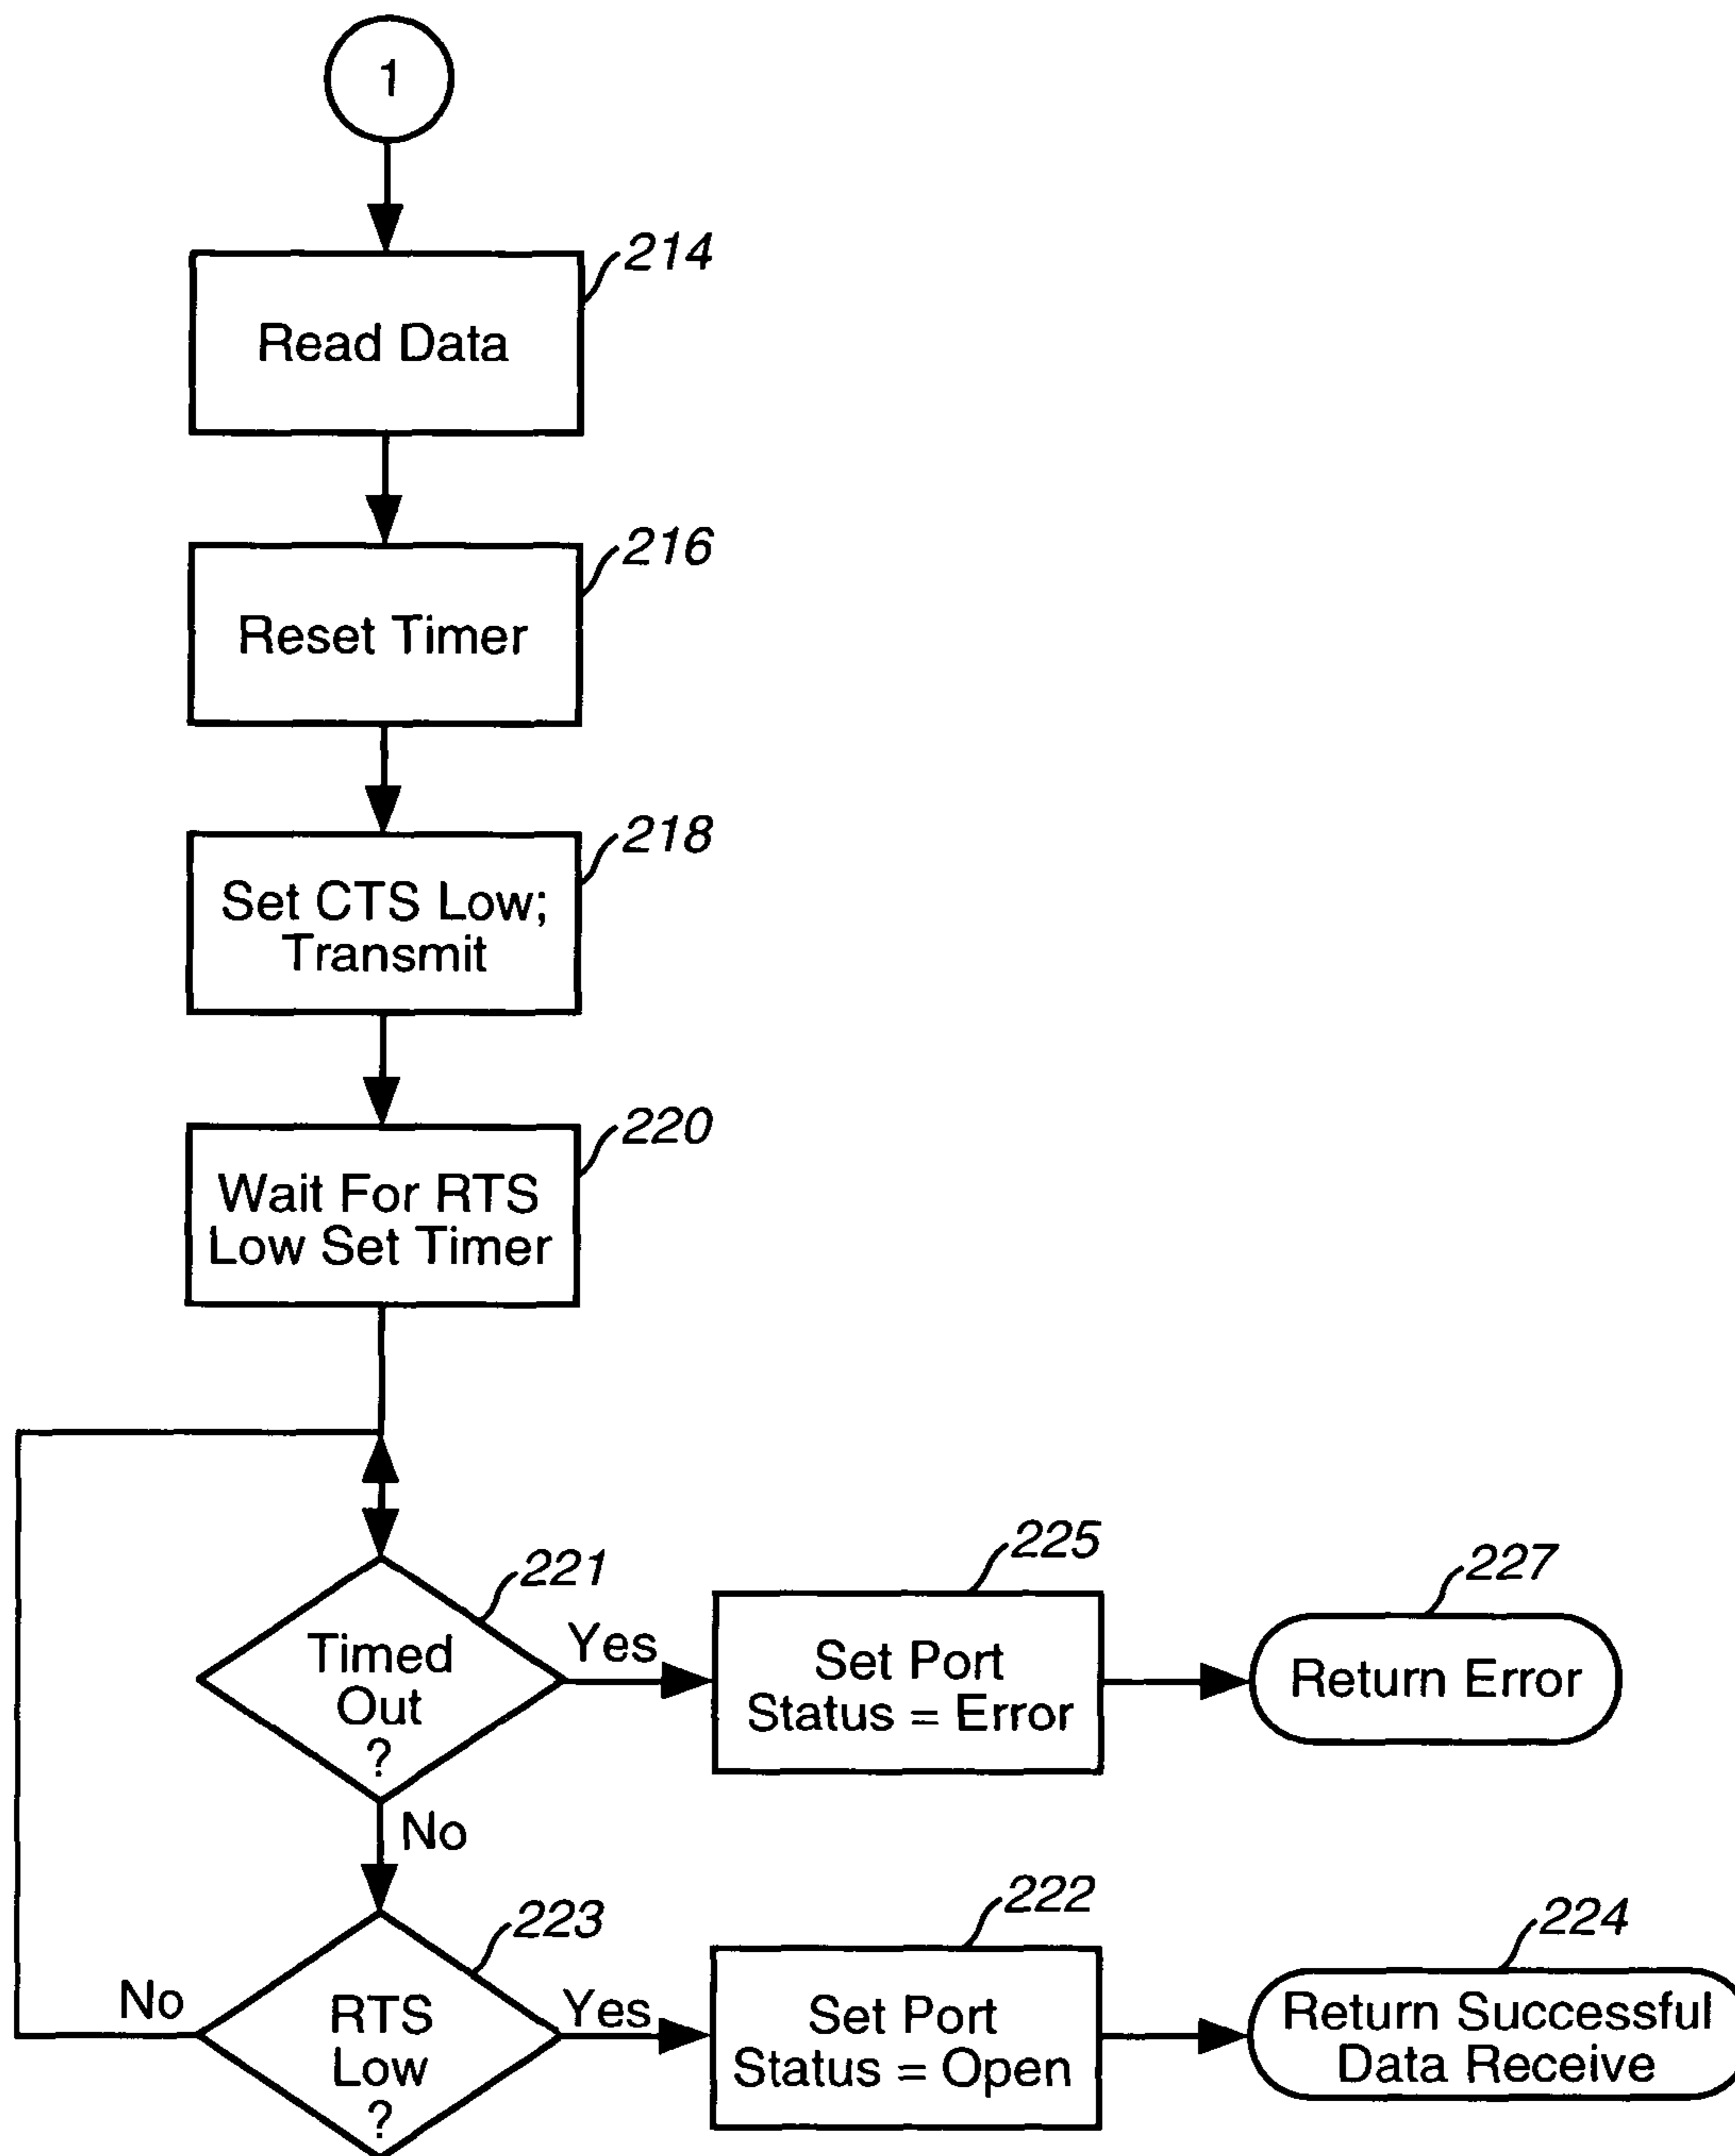 1
214
Read Data
216
Reset Timer
218
Set CTS Low;
Transmit
220
Wait For RTS
Low Set Timer
221
Timed
Out
?
Yes
225
Set Port
Status = Error
227
Return Error
No
223
RTS
Low
?
No
Yes
222
Set Port
Status = Open
224
Return Successful
Data Receive